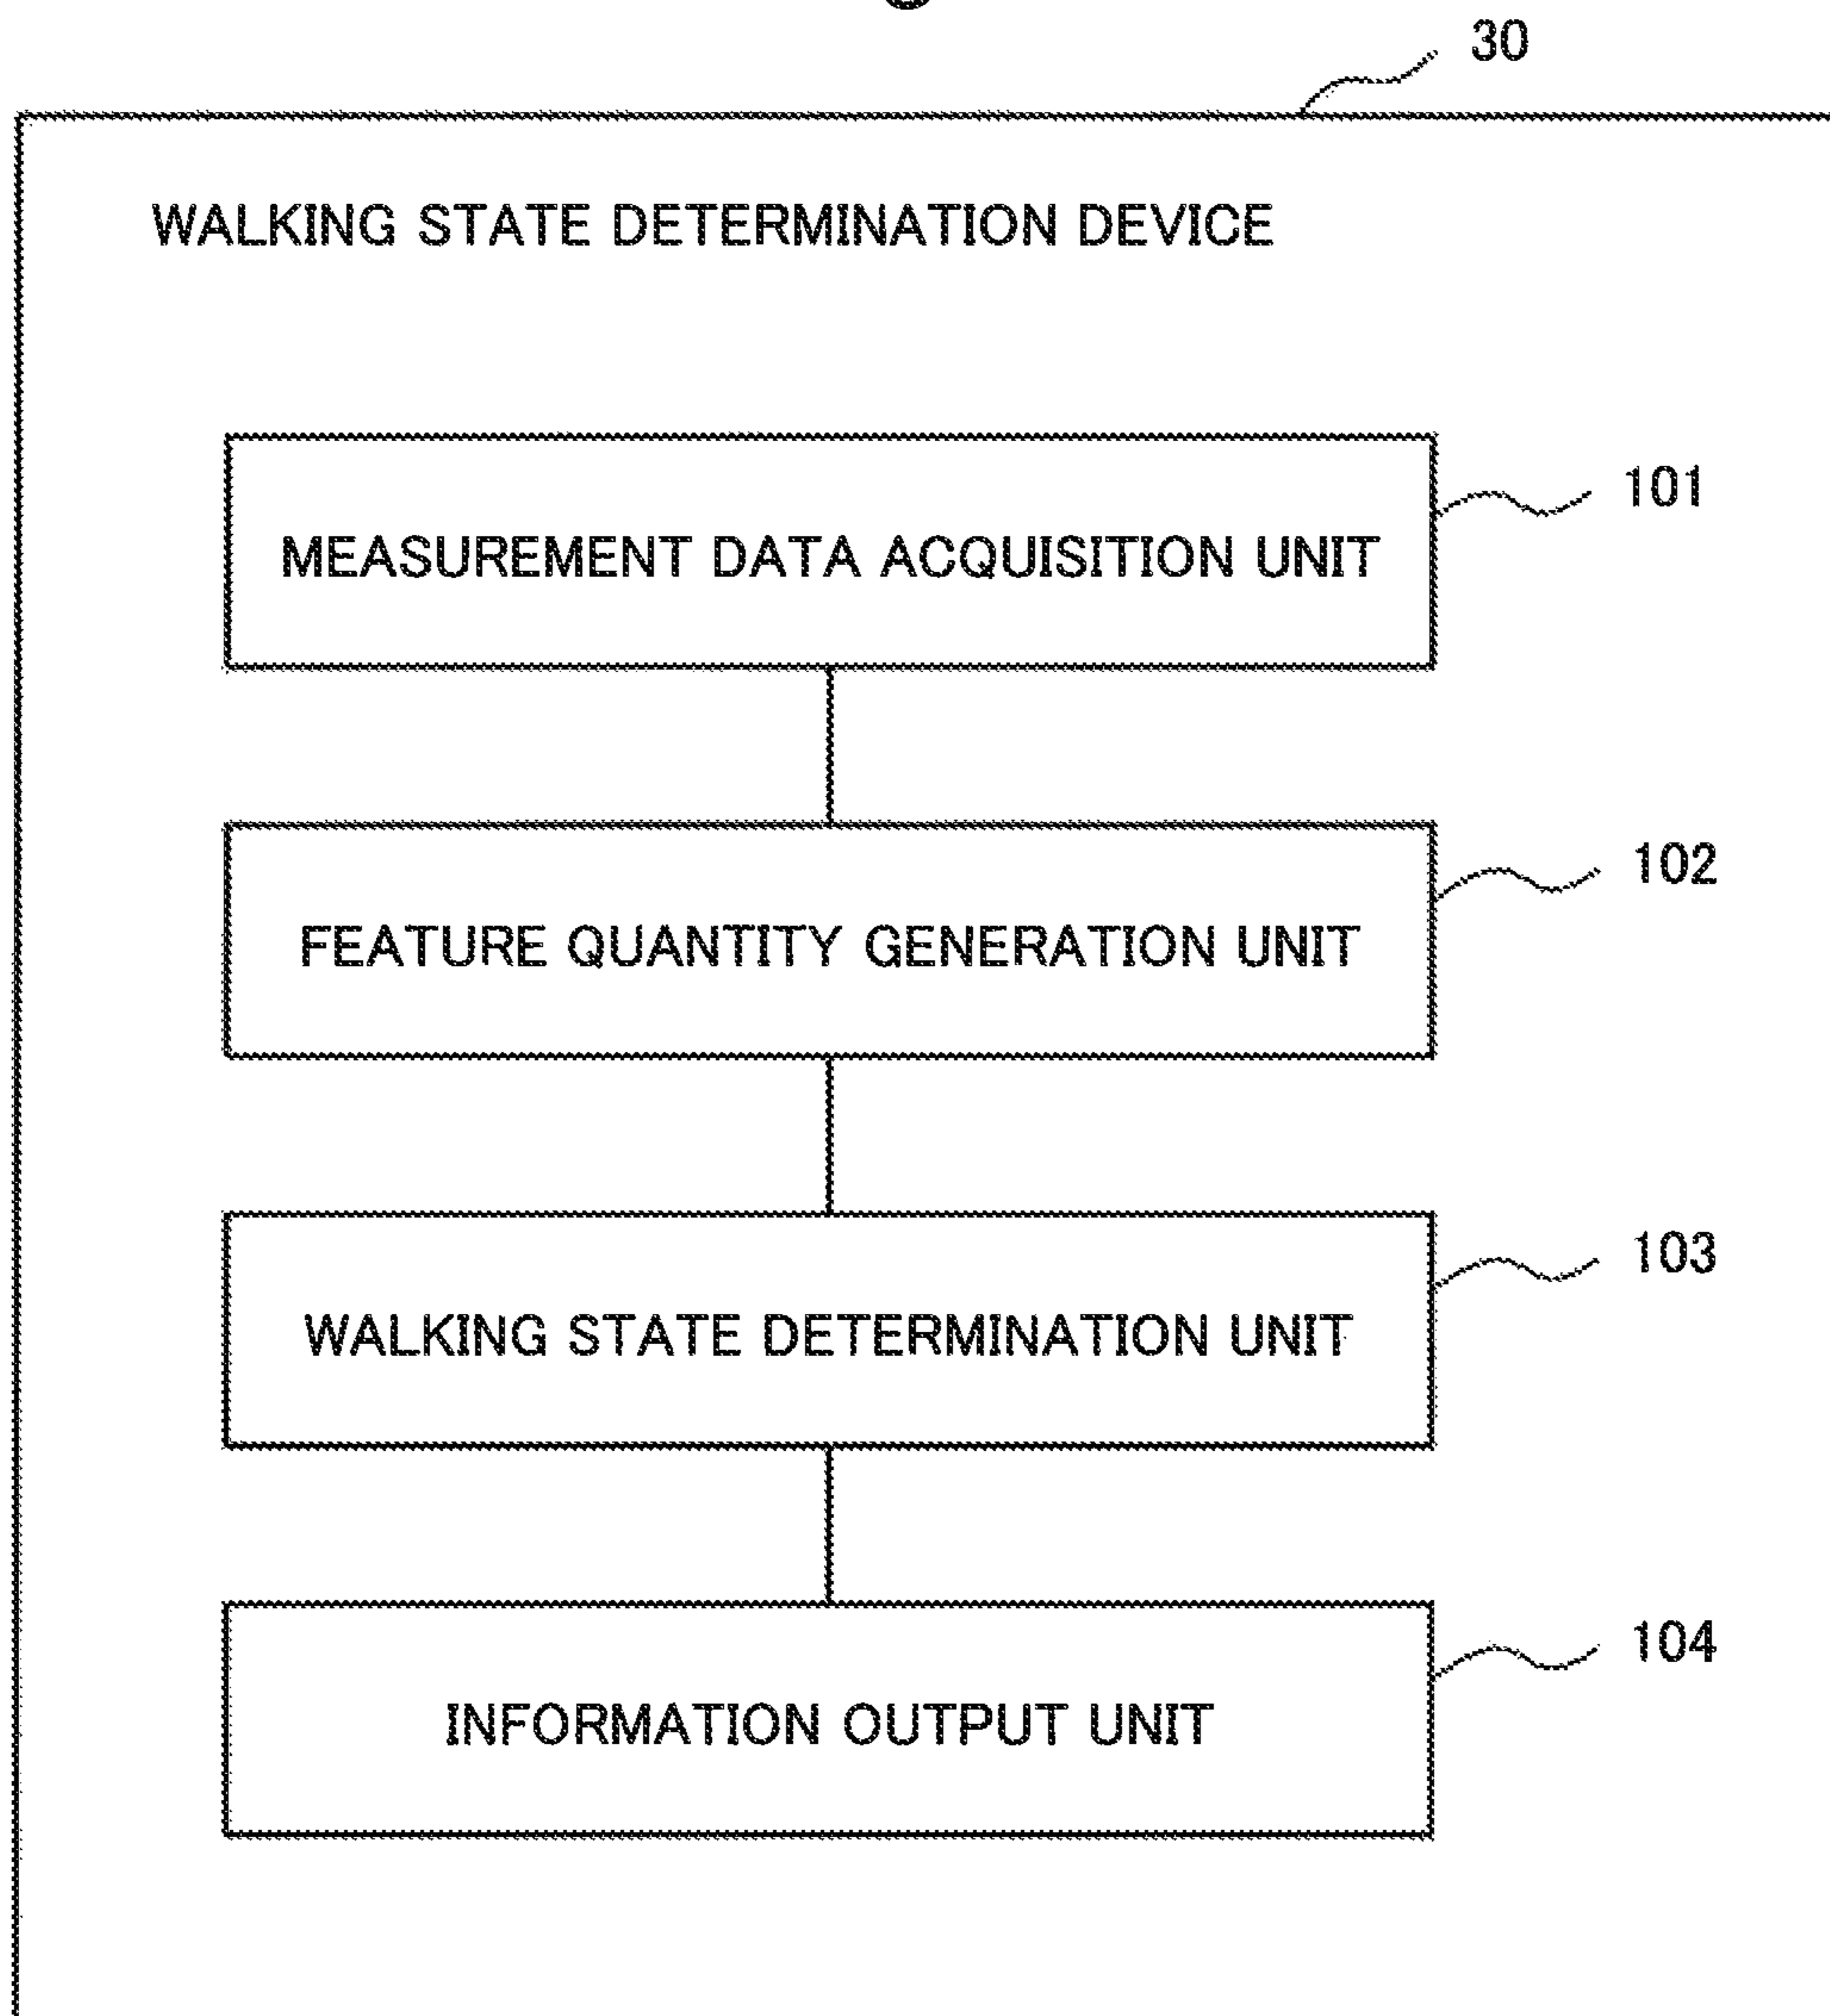 30
WALKING STATE DETERMINATION DEVICE
101
MEASUREMENT DATA ACQUISITION UNIT
102
FEATURE QUANTITY GENERATION UNIT
103
WALKING STATE DETERMINATION UNIT
104
INFORMATION OUTPUT UNIT